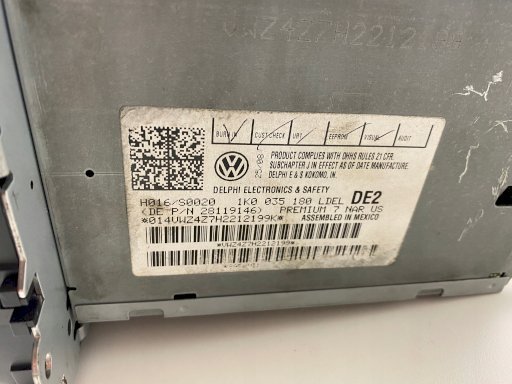 VWZ4Z7H2212199
BURN IN CUST CHECK URT EEPROM VISUAL AUDIT
PRODUCT COMPLIES WITH DHHS RULES 21 CFR.
SUBCHAPTER J IN EFFECT AS OF DATE MANUFACTURE.
DELPHI E & S KOKOMO, IN.
DELPHI ELECTRONICS & SAFETY
H016/S0020 1K0 035 180 LDEL DE2
(DE P/N 28119146) PREMIUM 7 NAR US
*014VWZ4Z7H2212199K* ASSEMBLED IN MEXICO
*VWZ4Z7H2212199*